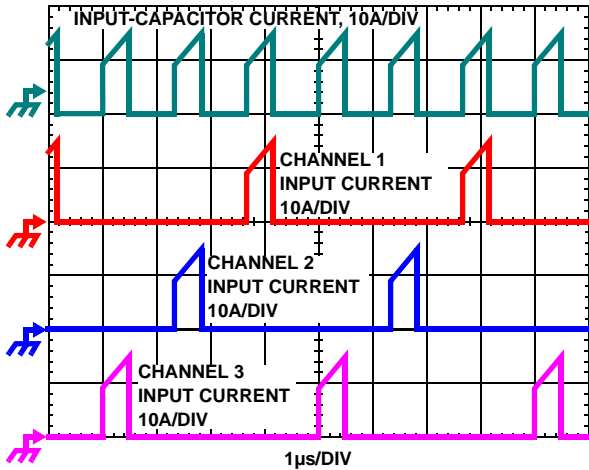 INPUT-CAPACITOR CURRENT, 10A/DIV
CHANNEL 1
INPUT CURRENT
10A/DIV
CHANNEL 2
INPUT CURRENT
10A/DIV
CHANNEL 3
INPUT CURRENT
10A/DIV
1µs/DIV